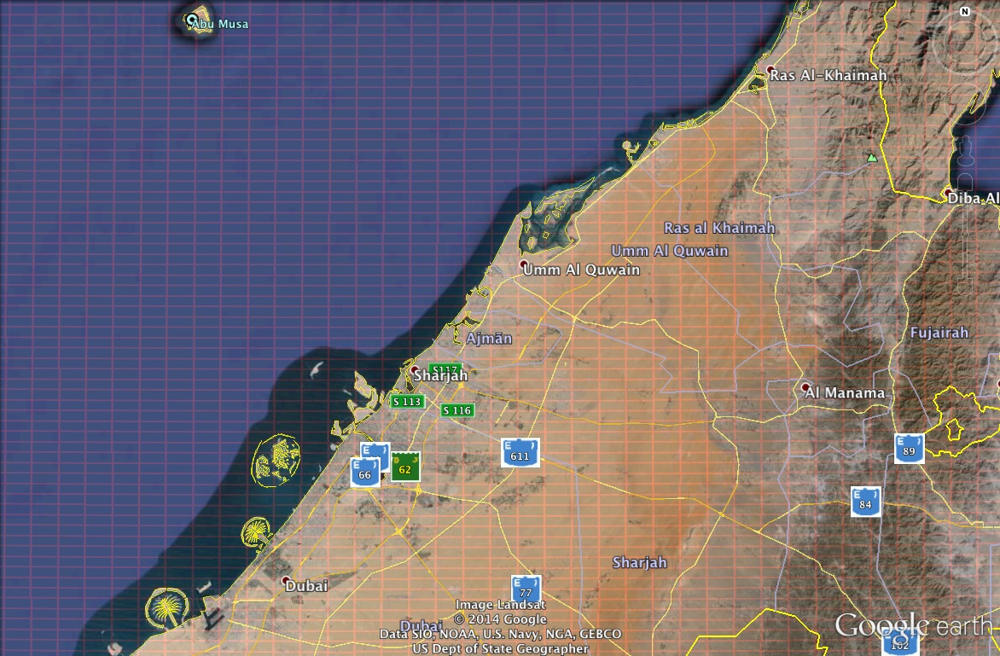 N
Abu Musa
Ras Al-Khaimah
Diba Al
Ras al Khaimah
Umm Al Quwain
Umm Al Quwain
Fujairah
Ajmān
S117
Sharjah
Al Manama
S 113
S 116
E
E 611
E 89
E 66
D 62
E 84
Sharjah
Dubai
E 77
Image Landsat
Dubai
© 2014 Google
Data SIO, NOAA, U.S. Navy, NGA, GEBCO
US Dept of State Geographer
Google earth
E 102